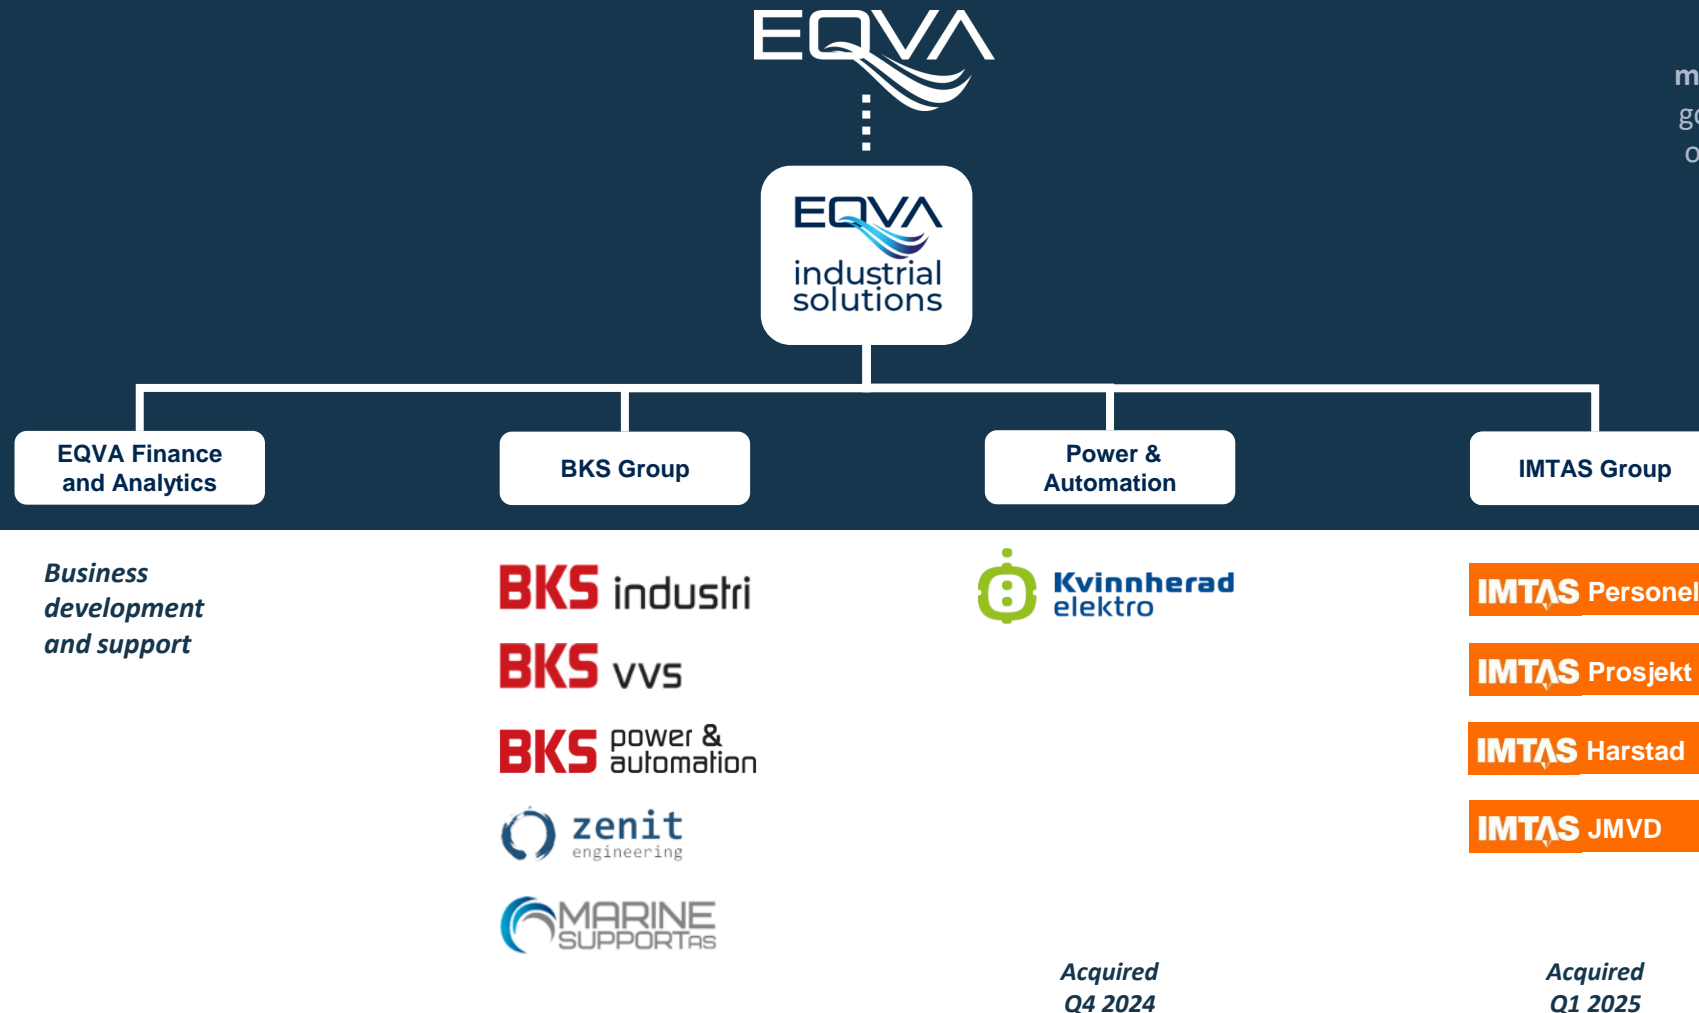 EQVA
EQVA
industrial
solutions
EQVA Finance
and Analytics
BKS Group
Power &
Automation
IMTAS Group
Business
development
and support
BKS industri
BKS vvs
BKS power &
automation
zenit
engineering
MARINE
SUPPORT AS
Kvinnherad
elektro
Acquired
Q4 2024
IMTAS Personel
IMTAS Prosjekt
IMTAS Harstad
IMTAS JMVD
Acquired
Q1 2025